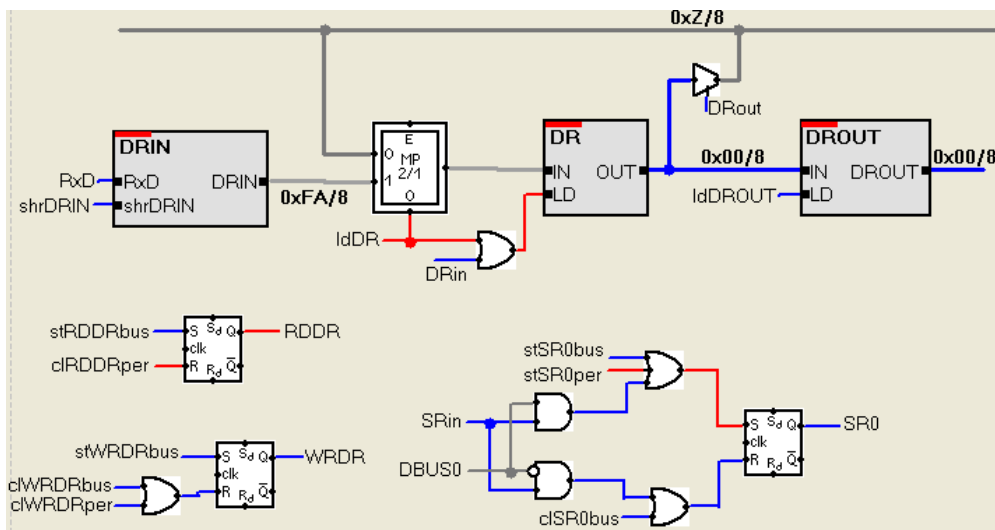 0xZ/8
DRout
DRIN
RxD RxD DRIN
shrDRIN shrDRIN
0xFA/8
E
0 MP
1 2/1
0
ldDR
DRin
DR
IN OUT
LD
0x00/8
DROUT
IN DROUT
ldDROUT LD
0x00/8
stRDDRbus S Sd Q RDDR
clk
clRDDRper R Rd Q
stWRDRbus S Sd Q WRDR
clk
clWRDRbus R Rd Q
clWRDRper
stSR0bus
stSR0per
SRin
DBUS0
clSR0bus
S Sd Q SR0
clk
R Rd Q